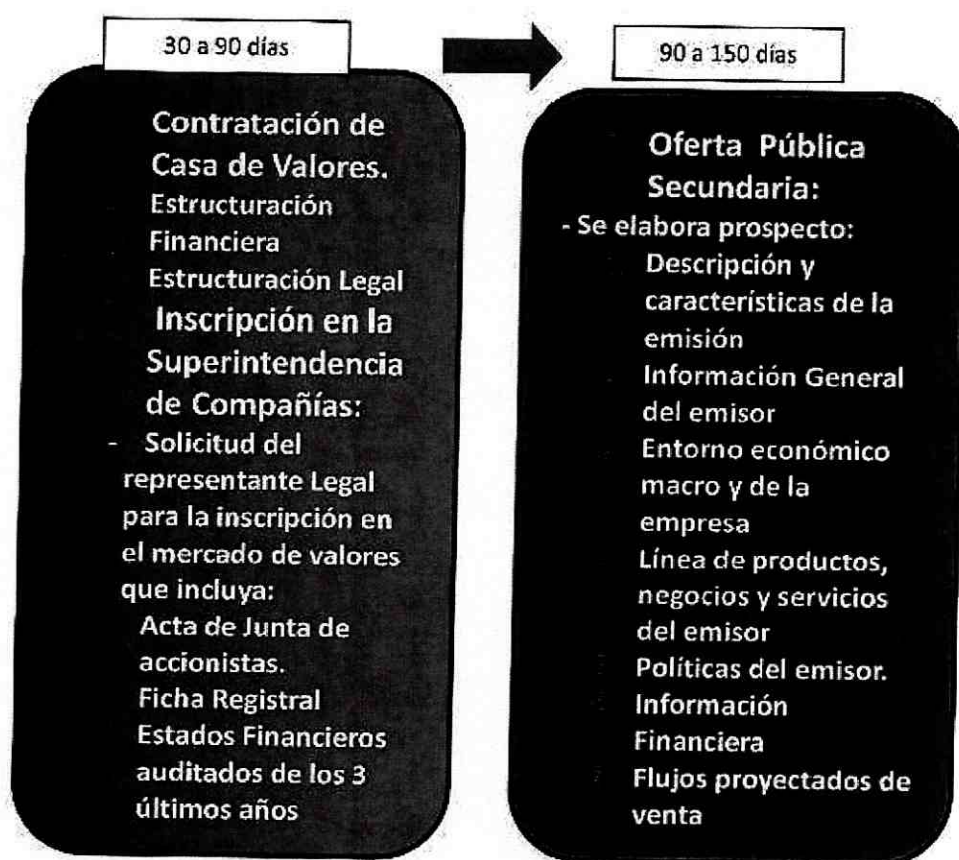 30 a 90 días
Contratación de
Casa de Valores.
Estructuración
Financiera
Estructuración Legal
Inscripción en la
Superintendencia
de Compañías:
- Solicitud del
representante Legal
para la inscripción en
el mercado de valores
que incluya:
Acta de Junta de
accionistas.
Ficha Registral
Estados Financieros
auditados de los 3
últimos años
90 a 150 días
Oferta Pública
Secundaria:
- Se elabora prospecto:
Descripción y
características de la
emisión
Información General
del emisor
Entorno económico
macro y de la
empresa
Línea de productos,
negocios y servicios
del emisor
Políticas del emisor.
Información
Financiera
Flujos proyectados de
venta